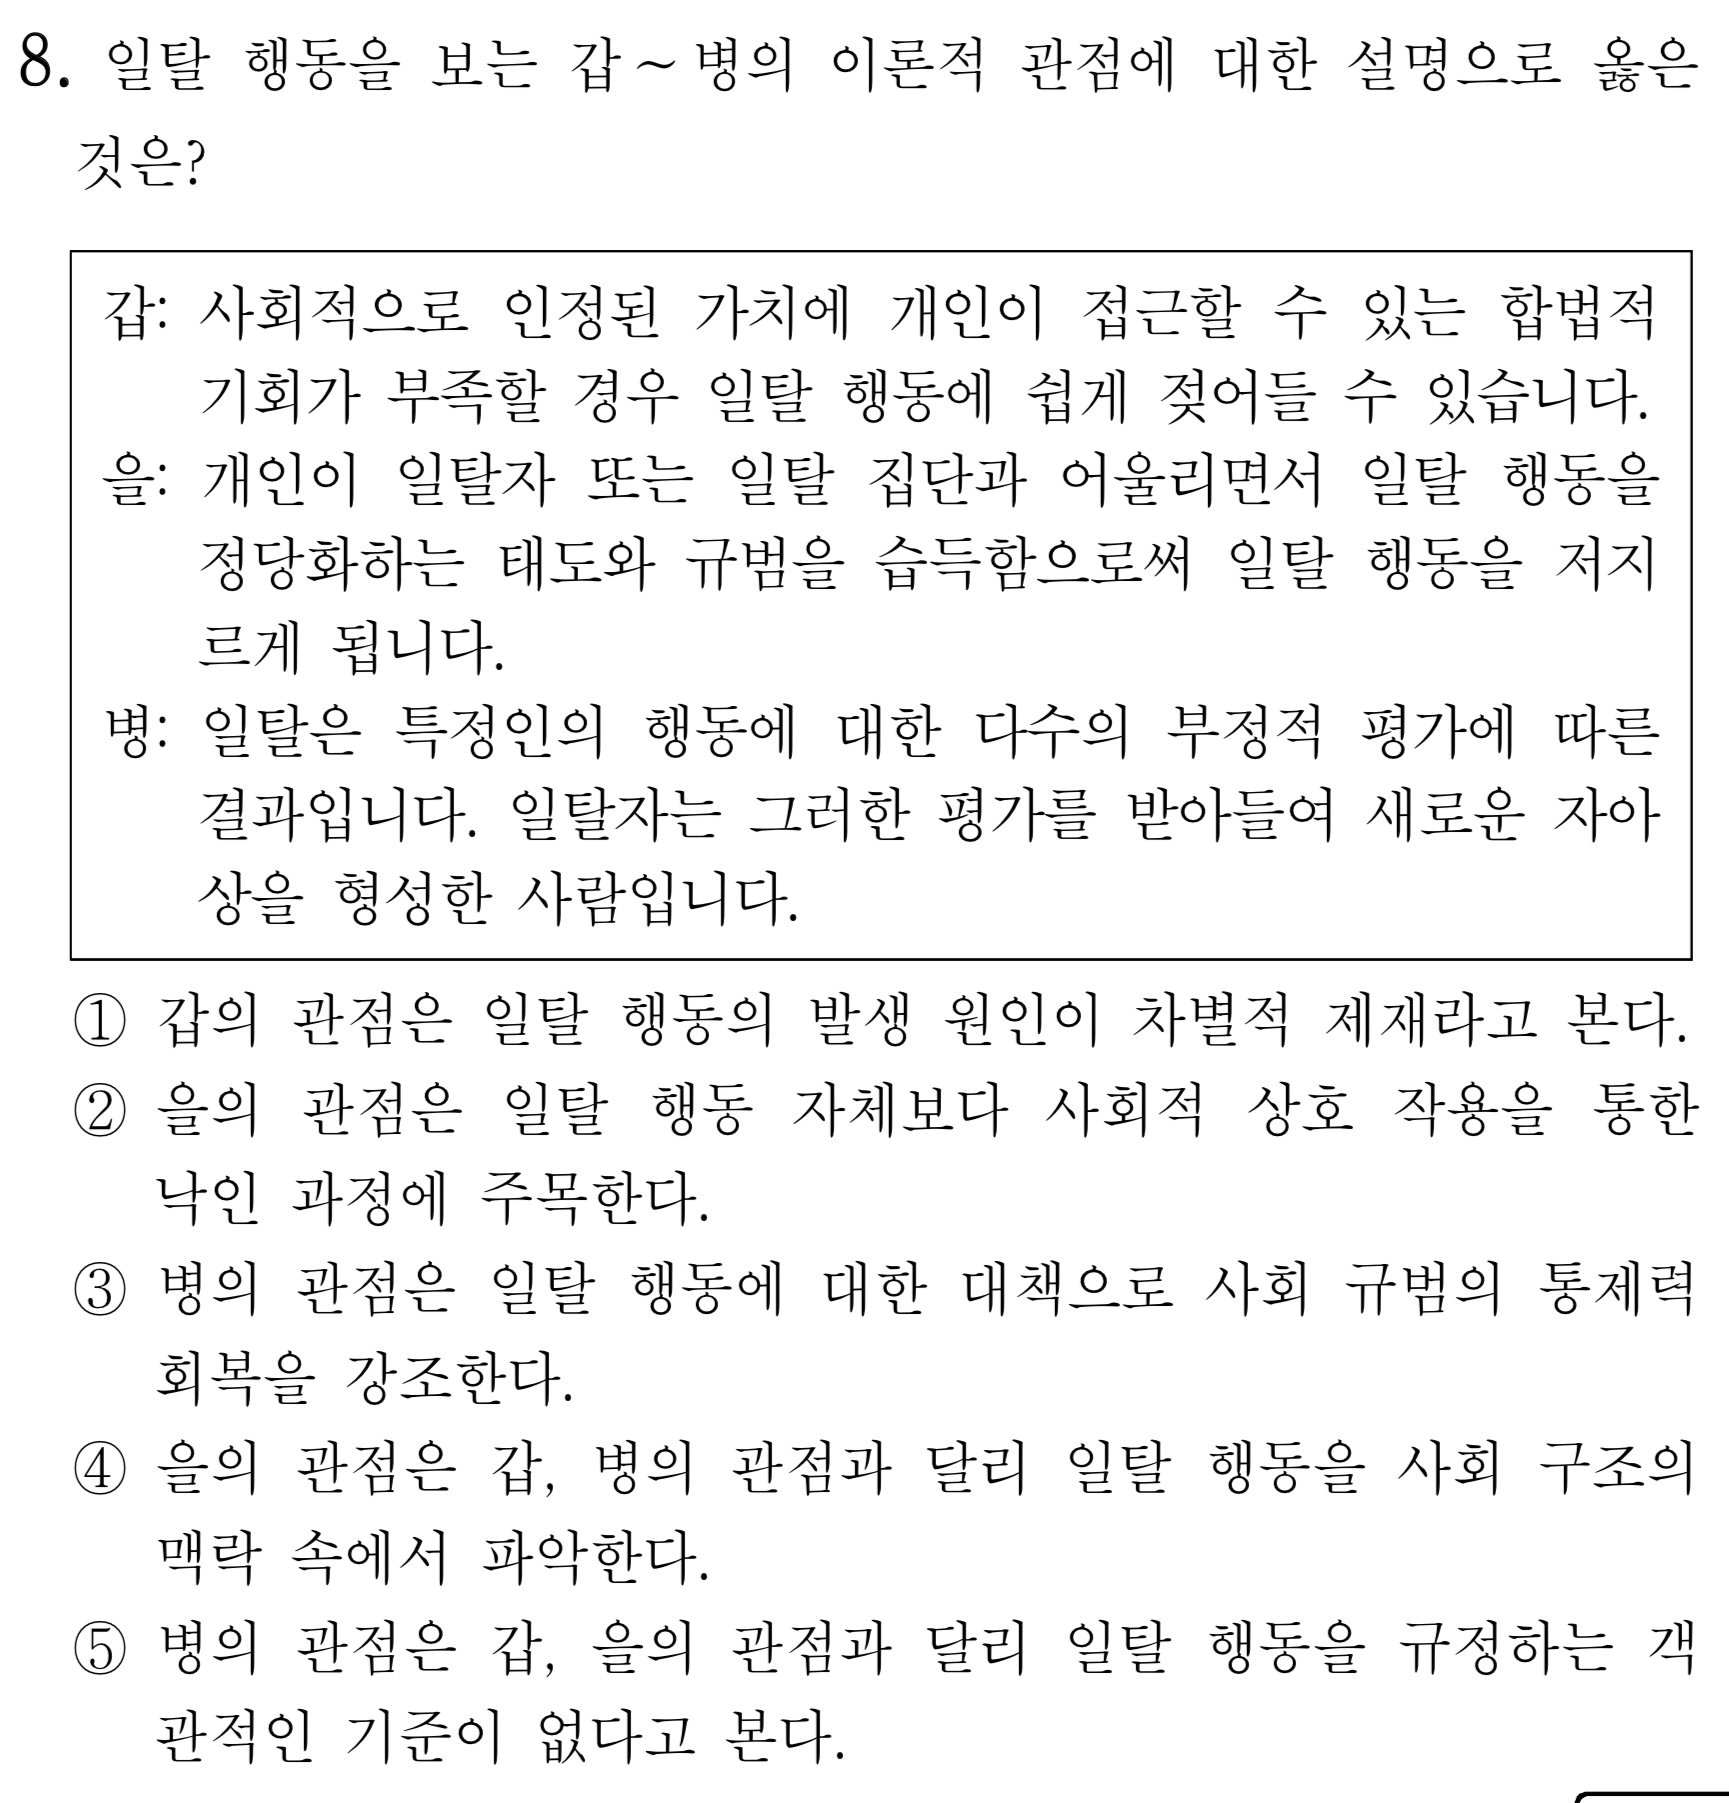 8. 일탈 행동을 보는 갑～병의 이론적 관점에 대한 설명으로 옳은
것은?
갑: 사회적으로 인정된 가치에 개인이 접근할 수 있는 합법적
기회가 부족할 경우 일탈 행동에 쉽게 젖어들 수 있습니다.
을: 개인이 일탈자 또는 일탈 집단과 어울리면서 일탈 행동을
정당화하는 태도와 규범을 습득함으로써 일탈 행동을 저지
르게 됩니다.
병: 일탈은 특정인의 행동에 대한 다수의 부정적 평가에 따른
결과입니다. 일탈자는 그러한 평가를 받아들여 새로운 자아
상을 형성한 사람입니다.
① 갑의 관점은 일탈 행동의 발생 원인이 차별적 제재라고 본다.
② 을의 관점은 일탈 행동 자체보다 사회적 상호 작용을 통한
낙인 과정에 주목한다.
③ 병의 관점은 일탈 행동에 대한 대책으로 사회 규범의 통제력
회복을 강조한다.
④ 을의 관점은 갑, 병의 관점과 달리 일탈 행동을 사회 구조의
맥락 속에서 파악한다.
⑤ 병의 관점은 갑, 을의 관점과 달리 일탈 행동을 규정하는 객
관적인 기준이 없다고 본다.